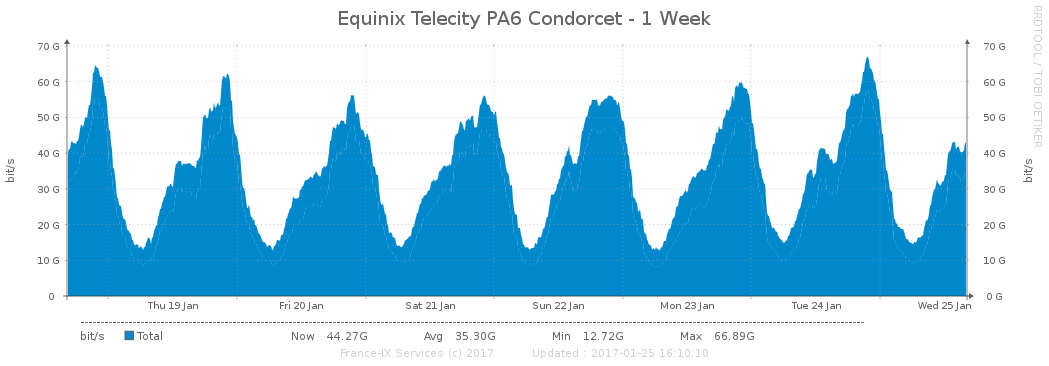 Equinix Telecity PA6 Condorcet - 1 Week
RRDTOOL / TOBI OETIKER
70 G 70 G
60 G 60 G
50 G 50 G
40 G 40 G
30 G 30 G
20 G 20 G
10 G 10 G
0 0 G
bit/s
bit/s
Thu 19 Jan Fri 20 Jan Sat 21 Jan Sun 22 Jan Mon 23 Jan Tue 24 Jan Wed 25 Jan
bit/s Total Now 44.27G Avg 35.30G Min 12.72G Max 66.89G
France-IX Services (c) 2017 Updated : 2017-01-25 16:10:10